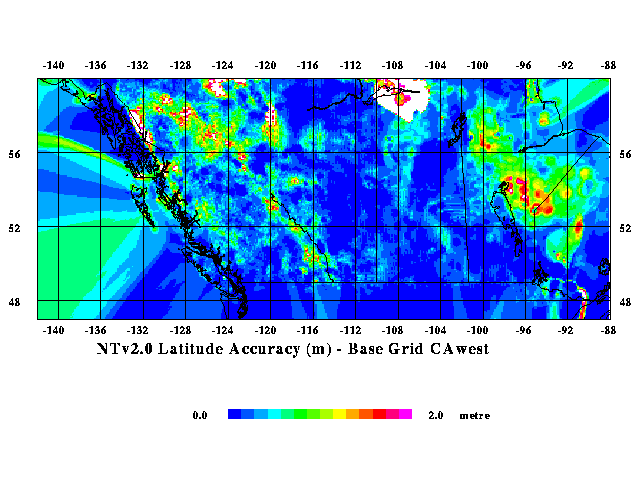 -140 -136 -132 -128 -124 -120 -116 -112 -108 -104 -100 -96 -92 -88
56 56
52 52
48 48
-140 -136 -132 -128 -124 -120 -116 -112 -108 -104 -100 -96 -92 -88
NTv2.0 Latitude Accuracy (m) - Base Grid CAwest
0.0 2.0 metre